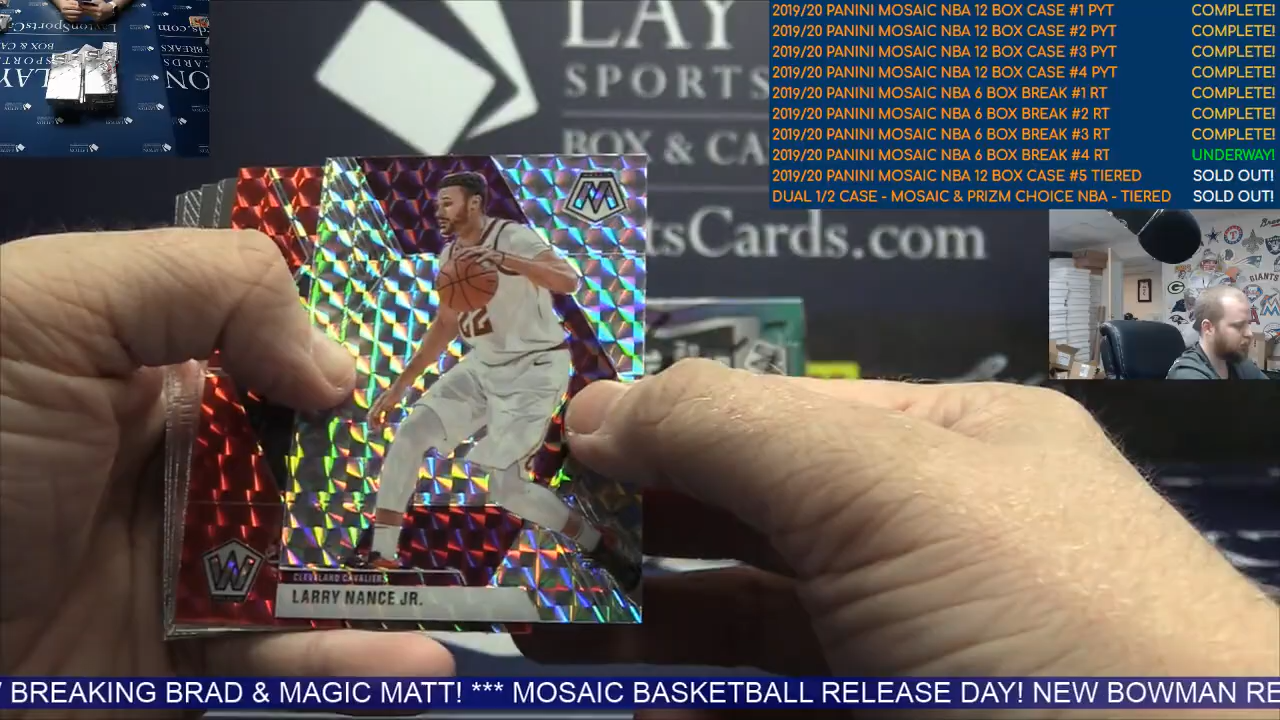 2019/20 PANINI MOSAIC NBA 12 BOX CASE #1 PYT COMPLETE!
2019/20 PANINI MOSAIC NBA 12 BOX CASE #2 PYT COMPLETE!
2019/20 PANINI MOSAIC NBA 12 BOX CASE #3 PYT COMPLETE!
2019/20 PANINI MOSAIC NBA 12 BOX CASE #4 PYT COMPLETE!
2019/20 PANINI MOSAIC NBA 6 BOX BREAK #1 RT COMPLETE!
2019/20 PANINI MOSAIC NBA 6 BOX BREAK #2 RT COMPLETE!
2019/20 PANINI MOSAIC NBA 6 BOX BREAK #3 RT COMPLETE!
2019/20 PANINI MOSAIC NBA 6 BOX BREAK #4 RT UNDERWAY!
2019/20 PANINI MOSAIC NBA 12 BOX CASE #5 TIERED SOLD OUT!
DUAL 1/2 CASE - MOSAIC & PRIZM CHOICE NBA - TIERED SOLD OUT!
LAY
SPORTS
BOX & CA
tsCards.com
GIANTS
22
CLEVELAND CAVALIERS
LARRY NANCE JR.
BREAKING BRAD & MAGIC MATT! *** MOSAIC BASKETBALL RELEASE DAY! NEW BOWMAN RE